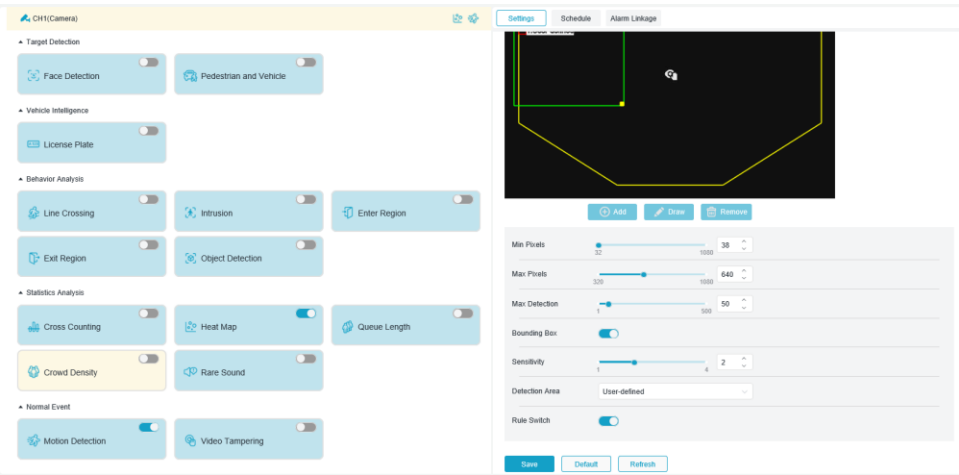 CH1(Camera)
Settings
Schedule
Alarm Linkage
Target Detection
Face Detection
Pedestrian and Vehicle
Vehicle Intelligence
License Plate
Behavior Analysis
Line Crossing
Intrusion
Enter Region
Exit Region
Object Detection
Statistics Analysis
Cross Counting
Heat Map
Queue Length
Crowd Density
Rare Sound
Normal Event
Motion Detection
Video Tampering
Add
Draw
Remove
Min Pixels
32
1080
38
Max Pixels
320
1080
640
Max Detection
1
500
50
Bounding Box
Sensitivity
1
4
2
Detection Area
User-defined
Rule Switch
Save
Default
Refresh